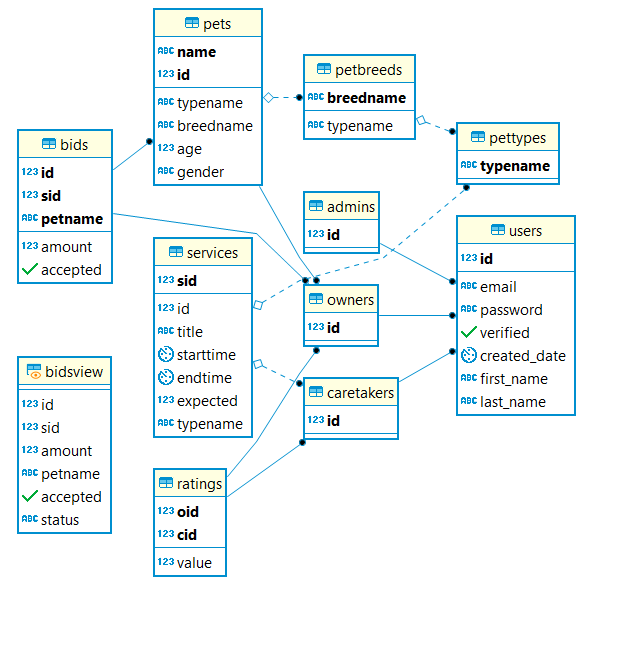 pets
ABC name
123 id
ABC typename
ABC breedname
123 age
ABC gender
petbreeds
ABC breedname
ABC typename
pettypes
ABC typename
bids
123 id
123 sid
ABC petname
123 amount
accepted
admins
123 id
users
123 id
ABC email
ABC password
verified
created_date
ABC first_name
ABC last_name
services
123 sid
123 id
ABC title
starttime
endtime
123 expected
ABC typename
owners
123 id
bidsview
123 id
123 sid
123 amount
ABC petname
accepted
ABC status
caretakers
123 id
ratings
123 oid
123 cid
123 value